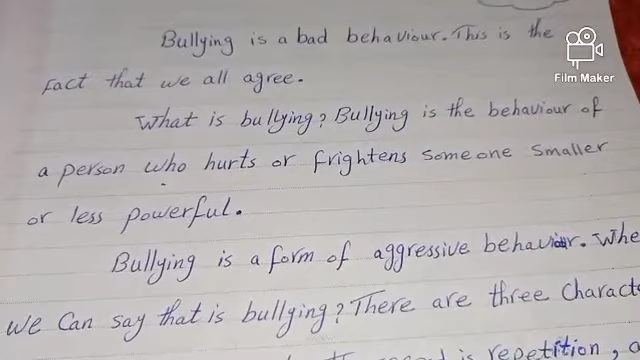 Bullying is a bad behaviour. This is the
Fact that we all agree.
What is bullying? Bullying is the behaviour of
a person who hurts or frightens someone smaller
or less powerful.
Bullying is a form of aggressive behaviour. Whe
we can say that is bullying? There are three Characte
is repetition,
Film Maker